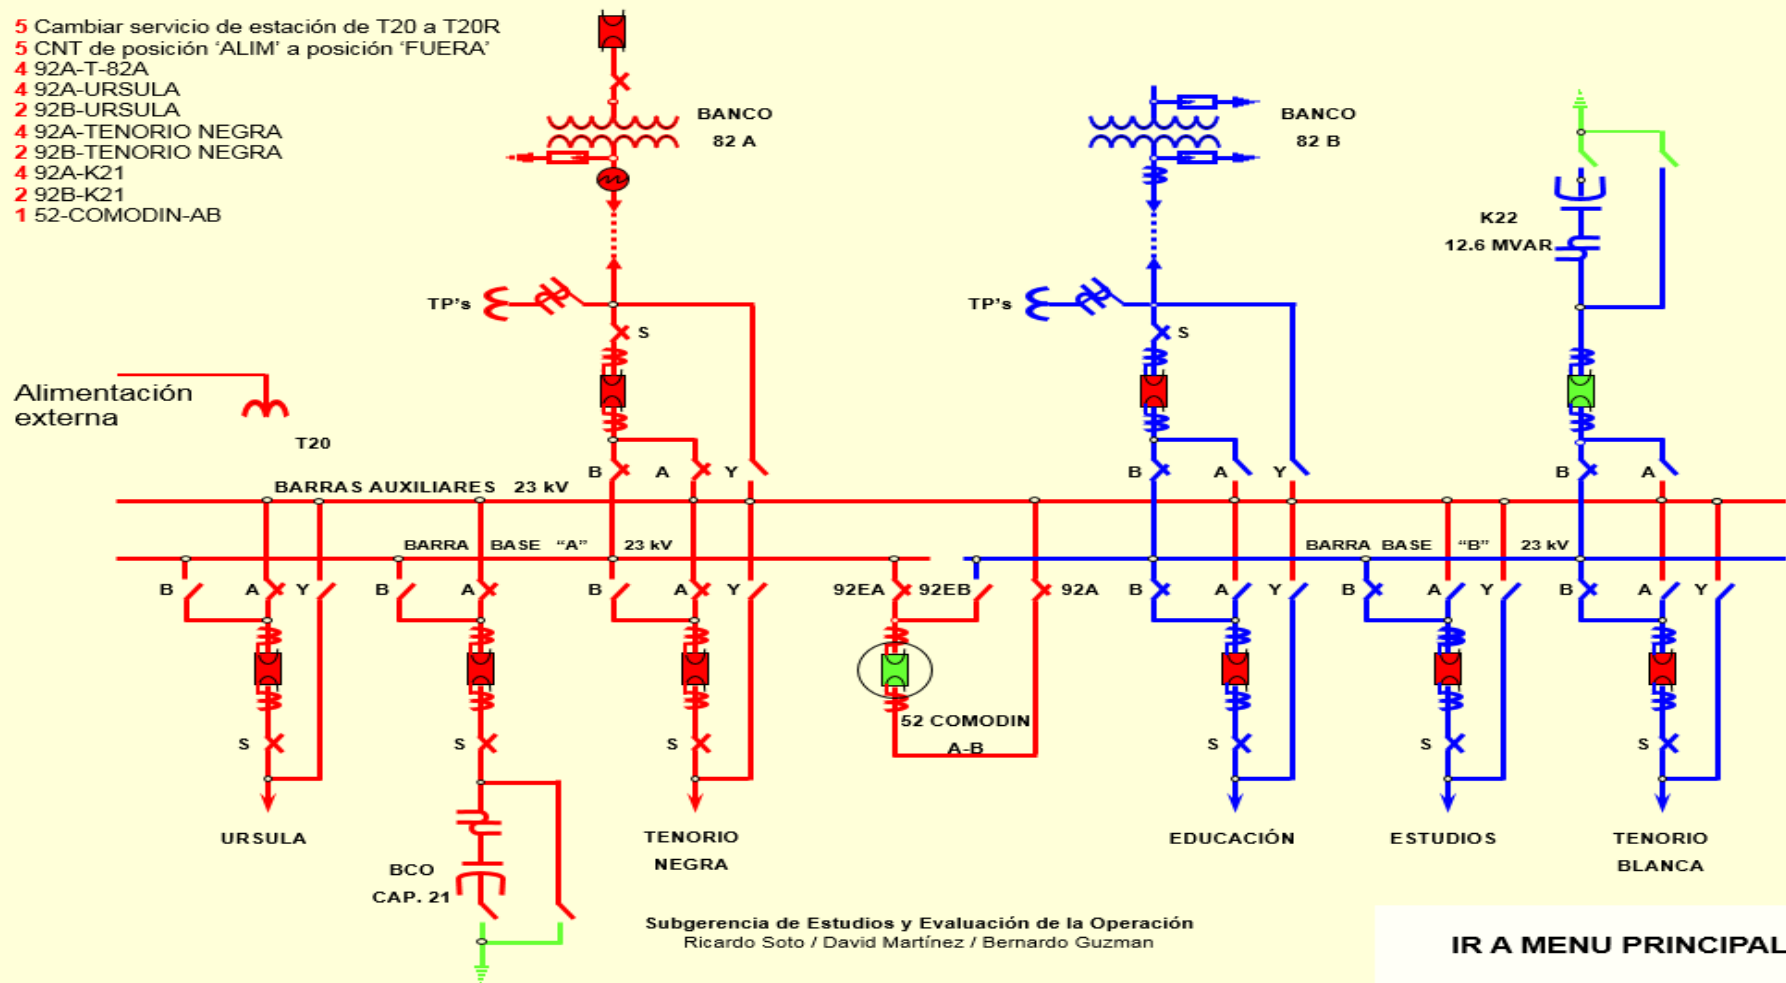 5 Cambiar servicio de estación de T20 a T20R
5 CNT de posición ‘ALIM’ a posición ‘FUERA’
4 92A-T-82A
4 92A-URSULA
2 92B-URSULA
4 92A-TENORIO NEGRA
2 92B-TENORIO NEGRA
4 92A-K21
2 92B-K21
1 52-COMODIN-AB
BANCO
82 A
BANCO
82 B
K22
12.6 MVAR
TP's
S
TP's
S
Alimentación
externa
T20
B A Y
B A Y
B A
BARRAS AUXILIARES 23 kV
BARRA BASE “A” 23 kV
BARRA BASE “B” 23 kV
B A Y
B A
B A Y
92EA 92EB 92A
B A Y
B A Y
B A Y
52 COMODIN
A-B
S
S
S
S
S
S
URSULA
BCO
CAP. 21
TENORIO
NEGRA
EDUCACIÓN
ESTUDIOS
TENORIO
BLANCA
Subgerencia de Estudios y Evaluación de la Operación
Ricardo Soto / David Martínez / Bernardo Guzman
IR A MENU PRINCIPAL